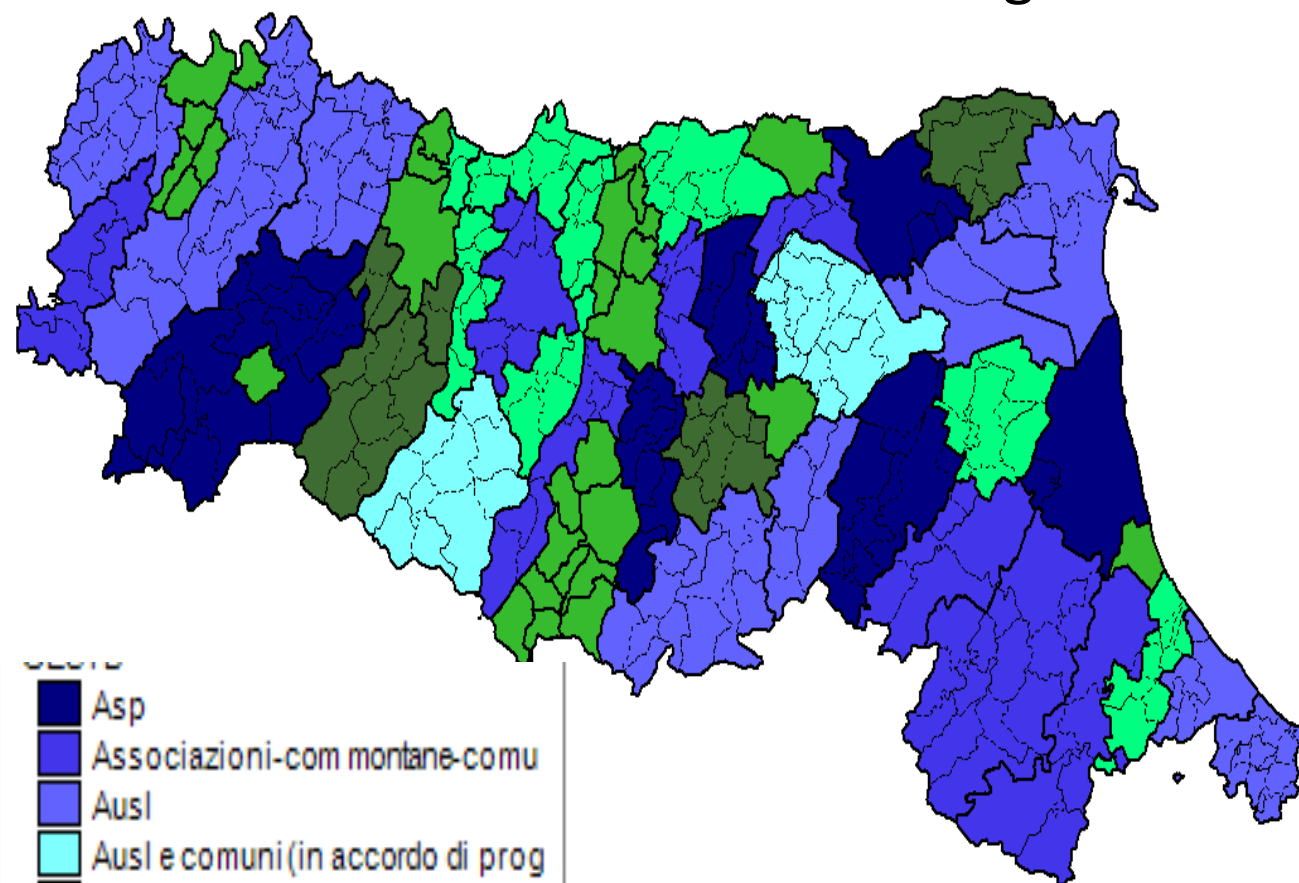 Asp
Associazioni-com montane-comu
Ausl
Ausl e comuni (in accordo di prog